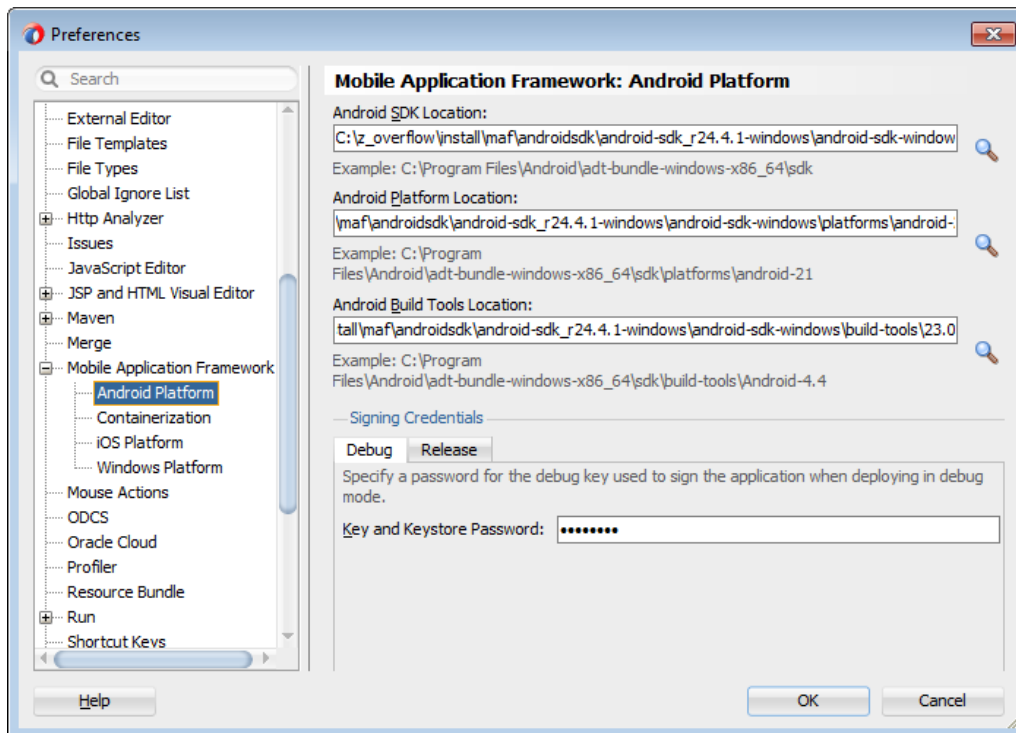 Preferences
Search
External Editor
File Templates
File Types
Global Ignore List
Http Analyzer
Issues
JavaScript Editor
JSP and HTML Visual Editor
Maven
Merge
Mobile Application Framework
Android Platform
Containerization
iOS Platform
Windows Platform
Mouse Actions
ODCS
Oracle Cloud
Profiler
Resource Bundle
Run
Shortcut Keys
Help
Mobile Application Framework: Android Platform
Android SDK Location:
C:\z_overflow\install\maf\androidsdk\android-sdk_r24.4.1-windows\android-sdk-window
Example: C:\Program Files\Android\adt-bundle-windows-x86_64\sdk
Android Platform Location:
\maf\androidsdk\android-sdk_r24.4.1-windows\android-sdk-windows\platforms\android-
Example: C:\Program
Files\Android\adt-bundle-windows-x86_64\sdk\platforms\android-21
Android Build Tools Location:
tall\maf\androidsdk\android-sdk_r24.4.1-windows\android-sdk-windows\build-tools\23.0
Example: C:\Program
Files\Android\adt-bundle-windows-x86_64\sdk\build-tools\Android-4.4
Signing Credentials
Debug Release
Specify a password for the debug key used to sign the application when deploying in debug
mode.
Key and Keystore Password: ••••••••
OK Cancel